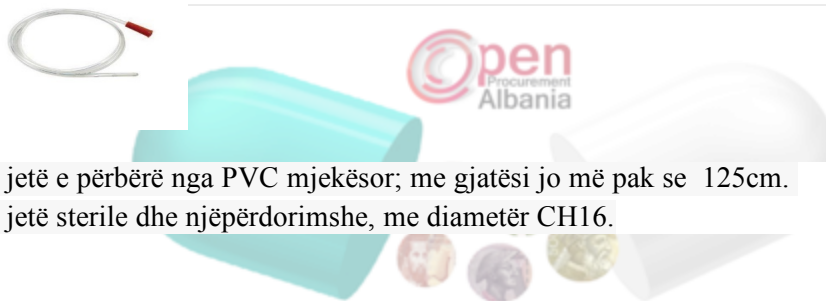 Open
Procurement
Albania
jetë e përbërë nga PVC mjekësor; me gjatësi jo më pak se 125cm.
jetë sterile dhe njëpërdorimshe, me diametër CH16.